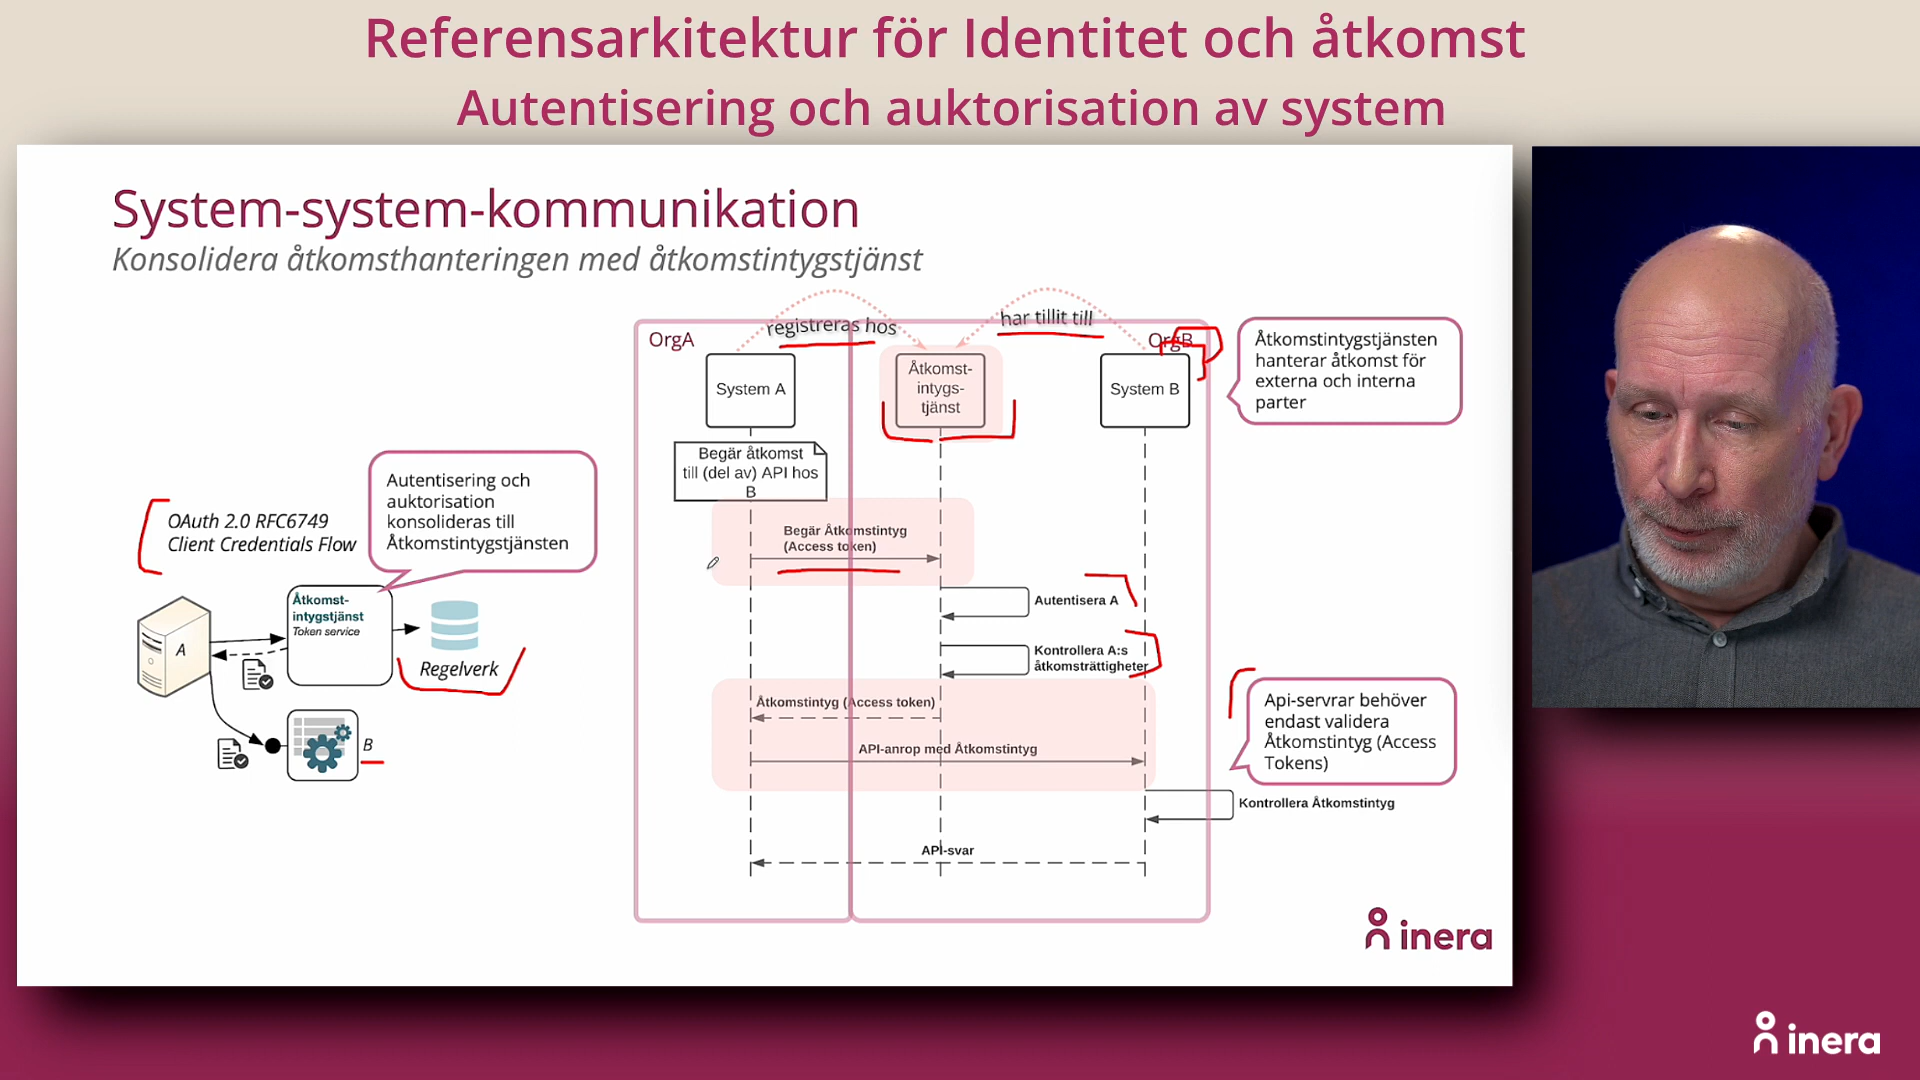 Referensarkitektur för Identitet och åtkomst
Autentisering och auktorisation av system
System-system-kommunikation
Konsolidera åtkomsthanteringen med åtkomstintygstjänst
OAuth 2.0 RFC6749
Client Credentials Flow
Autentisering och
auktorisation
konsolideras till
Åtkomstintygstjänsten
A
Åtkomst-
intygstjänst
Token service
Regelverk
B
registreras hos
har tillit till
OrgA
OrgB
System A
Åtkomst-
intygs-
tjänst
System B
Begär åtkomst
till (del av) API hos
B
Begär Åtkomstintyg
(Access token)
Autentisera A
Kontrollera A:s
åtkomsträttigheter
Åtkomstintyg (Access token)
API-anrop med Åtkomstintyg
Kontrollera Åtkomstintyg
API-svar
Åtkomstintygstjänsten
hanterar åtkomst för
externa och interna
parter
Api-servrar behöver
endast validera
Åtkomstintyg (Access
Tokens)
inera
inera